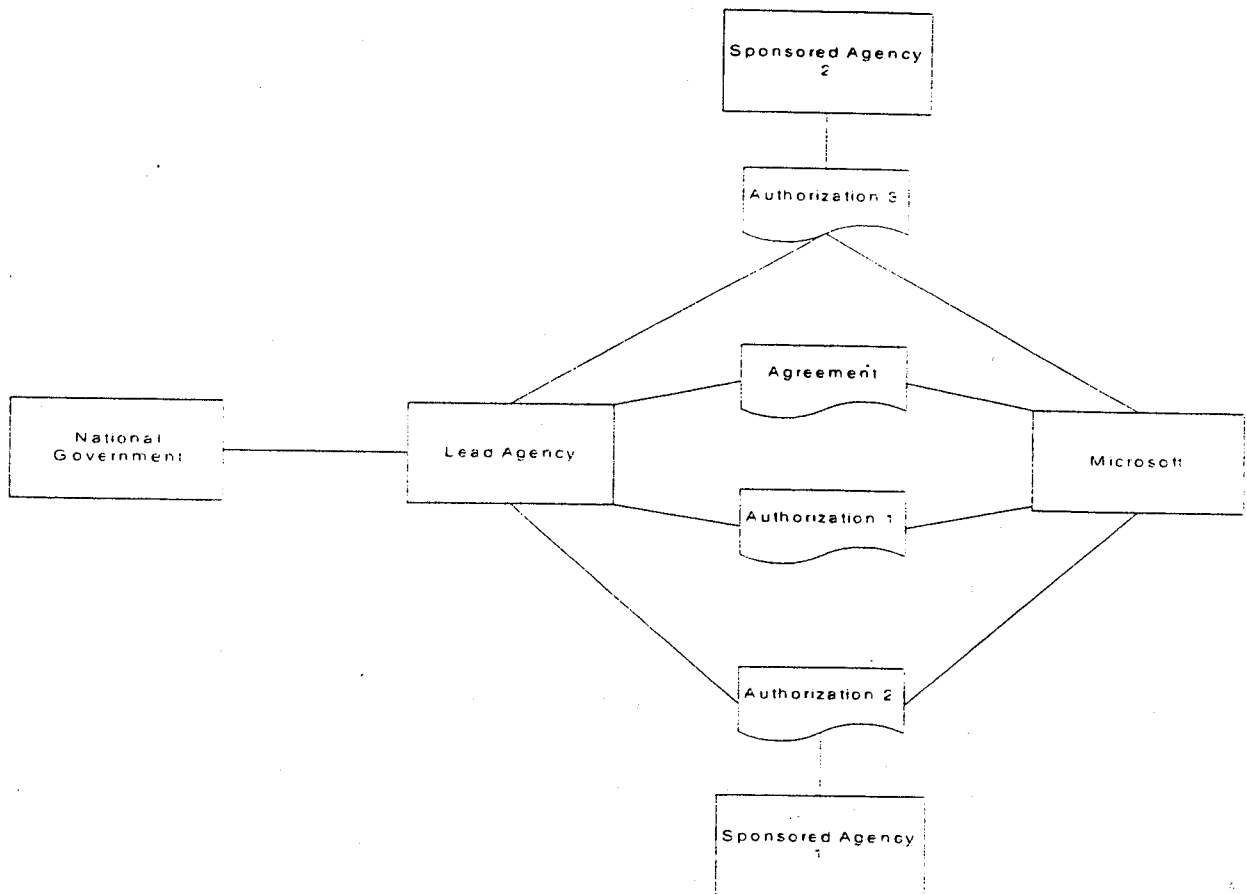 Sponsored Agency
2
Authorization 3
Agreement
National
Government
Lead Agency
Microsoft
Authorization 1
Authorization 2
Sponsored Agency
1